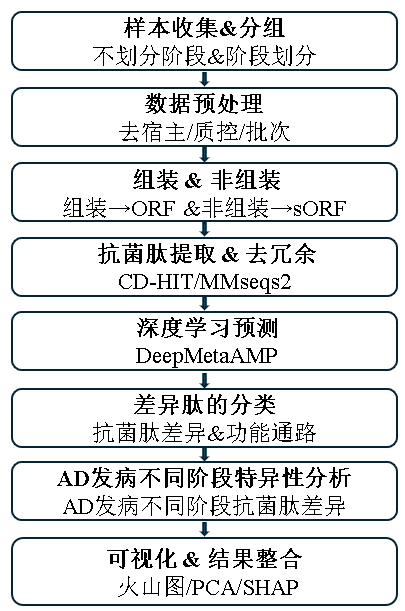 样本收集&分组
不划分阶段&阶段划分
数据预处理
去宿主/质控/批次
组装 & 非组装
组装→ORF &非组装→sORF
抗菌肽提取 & 去冗余
CD-HIT/MMseqs2
深度学习预测
DeepMetaAMP
差异肽的分类
抗菌肽差异&功能通路
AD发病不同阶段特异性分析
AD发病不同阶段抗菌肽差异
可视化 & 结果整合
火山图/PCA/SHAP